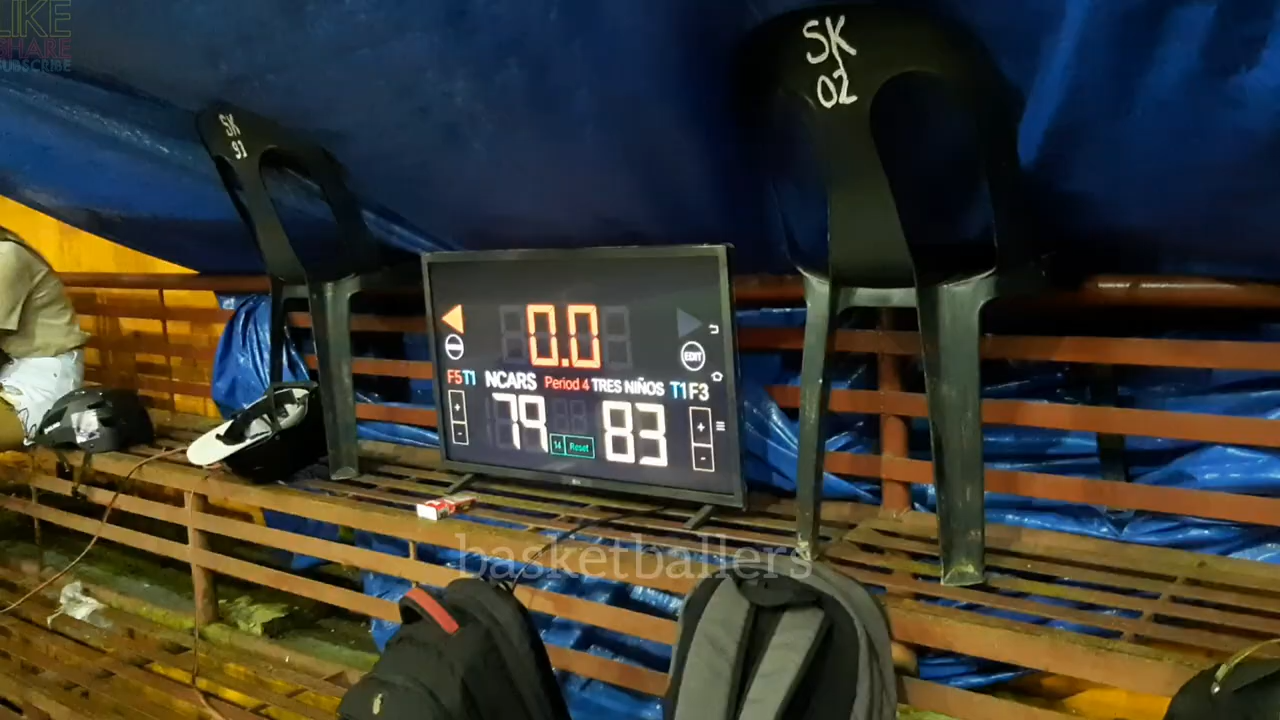 LIKE
SHARE
SUBSCRIBE
SK
02
SK
91
0.0
EDIT
F5 T1 NCARS Period 4 TRES NIÑOS T1 F3
+ 79 83 +
- 14 Reset -
LG
basketballers